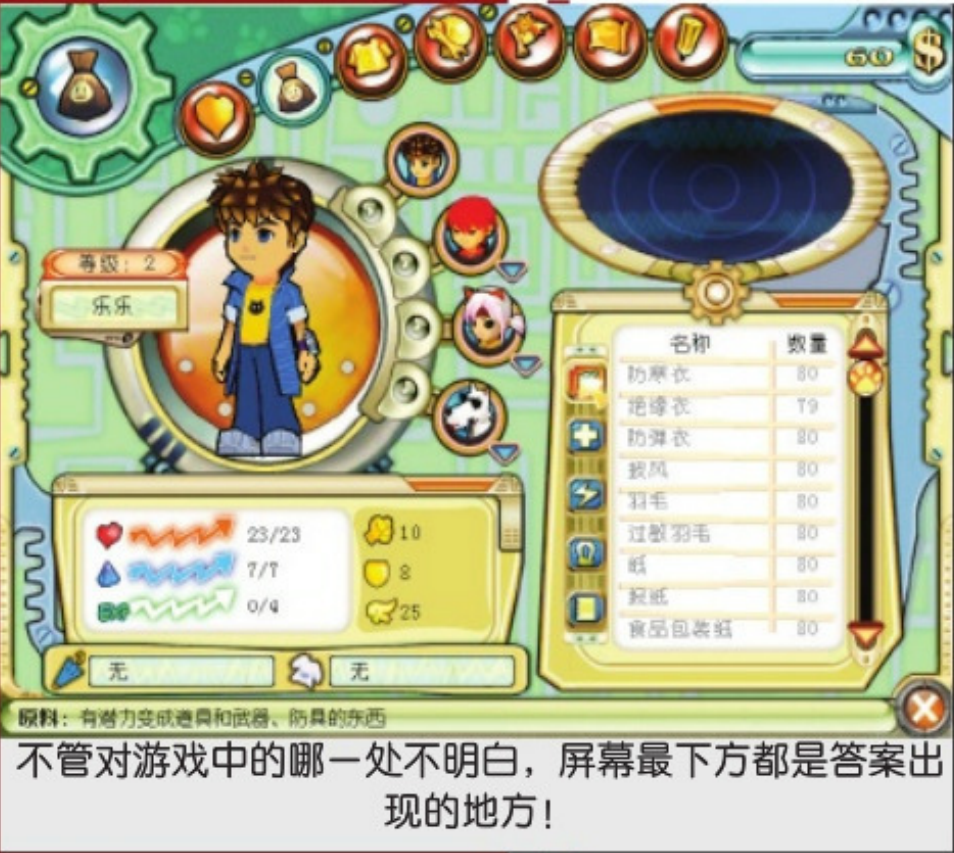 60
等级：2
乐乐
名称 数量
防寒衣 80
绝缘衣 79
防弹衣 80
披风 80
羽毛 80
过敏羽毛 80
纸 80
报纸 80
食品包装纸 80
23/23 10
7/7 8
EXP 0/4 25
无 无
原料：有潜力变成道具和武器、防具的东西
不管对游戏中的哪一处不明白，屏幕最下方都是答案出
现的地方！